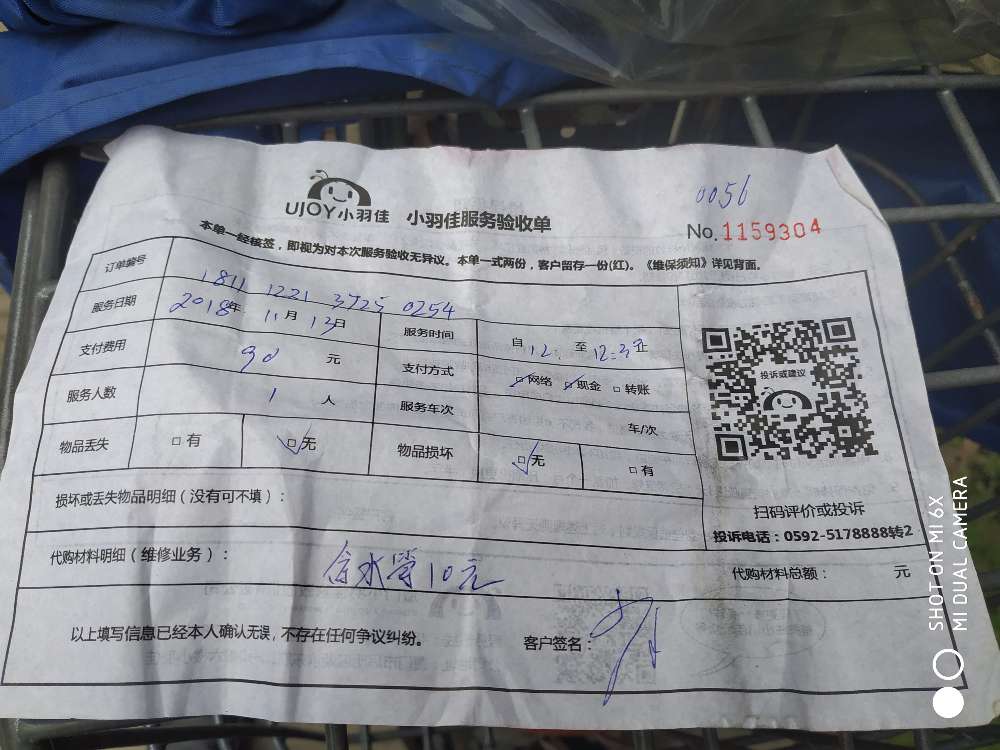 0056
UJOY小羽佳 小羽佳服务验收单
No.1159304
本单一经核签，即视为对本次服务验收无异议。本单一式两份，客户留存一份(红)。《维保须知》详见背面。
订单编号 1811 1221 3725 0254
服务日期 2018年 11月 13日 服务时间 自12: 至12:3
支付费用 90 元 支付方式 □网络 □现金 □转账
服务人数 1 人 服务车次 车/次
物品丢失 □有 □无 物品损坏 □无 □有
投诉或建议
扫码评价或投诉
投诉电话：0592-5178888转2
损坏或丢失物品明细（没有可不填）：
代购材料明细（维修业务）： 含水管10元 代购材料总额： 元
以上填写信息已经本人确认无误，不存在任何争议纠纷。 客户签名：
SHOT ON MI 6X
MI DUAL CAMERA